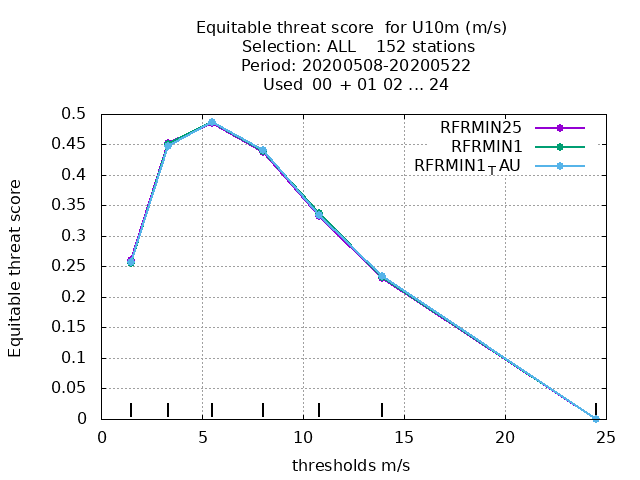 Equitable threat score  for U10m (m/s)
Selection: ALL    152 stations
Period: 20200508-20200522
Used  00 + 01 02 ... 24
RFRMIN25
RFRMIN1
RFRMIN1TAU
Equitable threat score
0.5
0.45
0.4
0.35
0.3
0.25
0.2
0.15
0.1
0.05
0
0 5 10 15 20 25
thresholds m/s